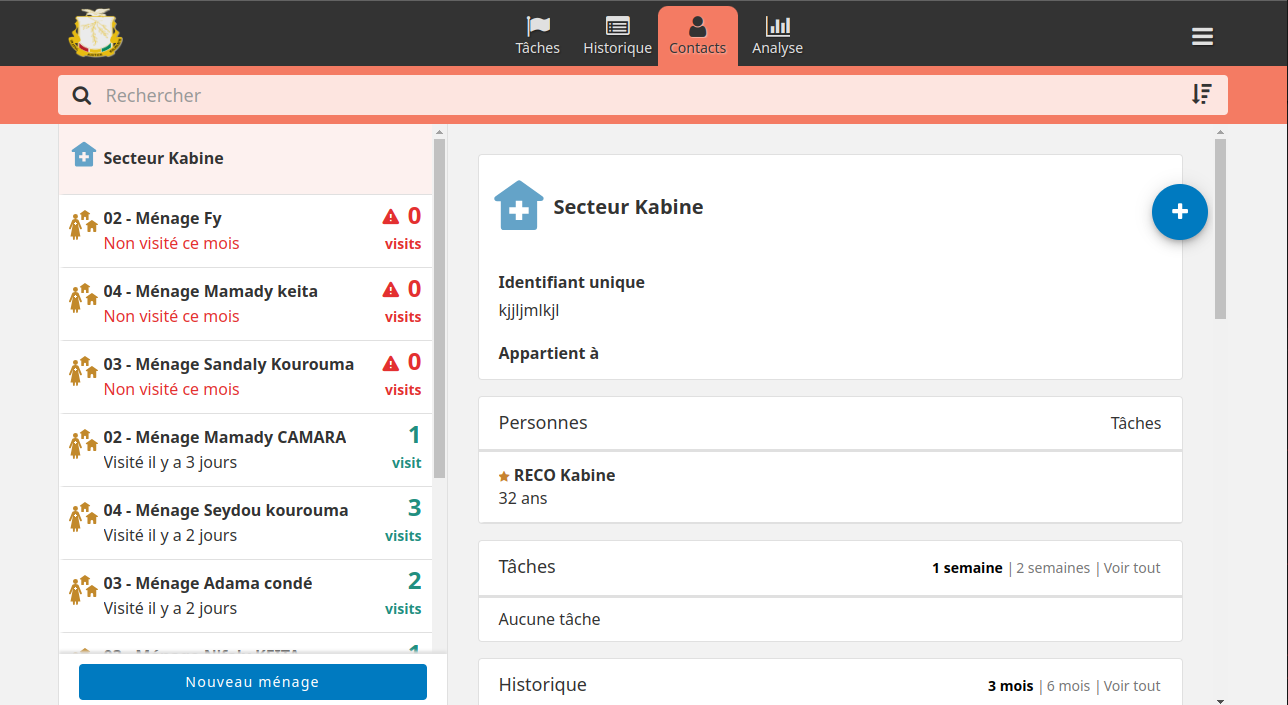 Tâches
Historique
Contacts
Analyse
Rechercher
Secteur Kabine
02 - Ménage Fy
0
Non visité ce mois
visits
04 - Ménage Mamady keita
0
Non visité ce mois
visits
03 - Ménage Sandaly Kourouma
0
Non visité ce mois
visits
02 - Ménage Mamady CAMARA
1
Visité il y a 3 jours
visit
04 - Ménage Seydou kourouma
3
Visité il y a 2 jours
visits
03 - Ménage Adama condé
2
Visité il y a 2 jours
visits
Nouveau ménage
Secteur Kabine
Identifiant unique
kjjljmlkjl
Appartient à
Personnes
Tâches
RECO Kabine
32 ans
Tâches
1 semaine | 2 semaines | Voir tout
Aucune tâche
Historique
3 mois | 6 mois | Voir tout